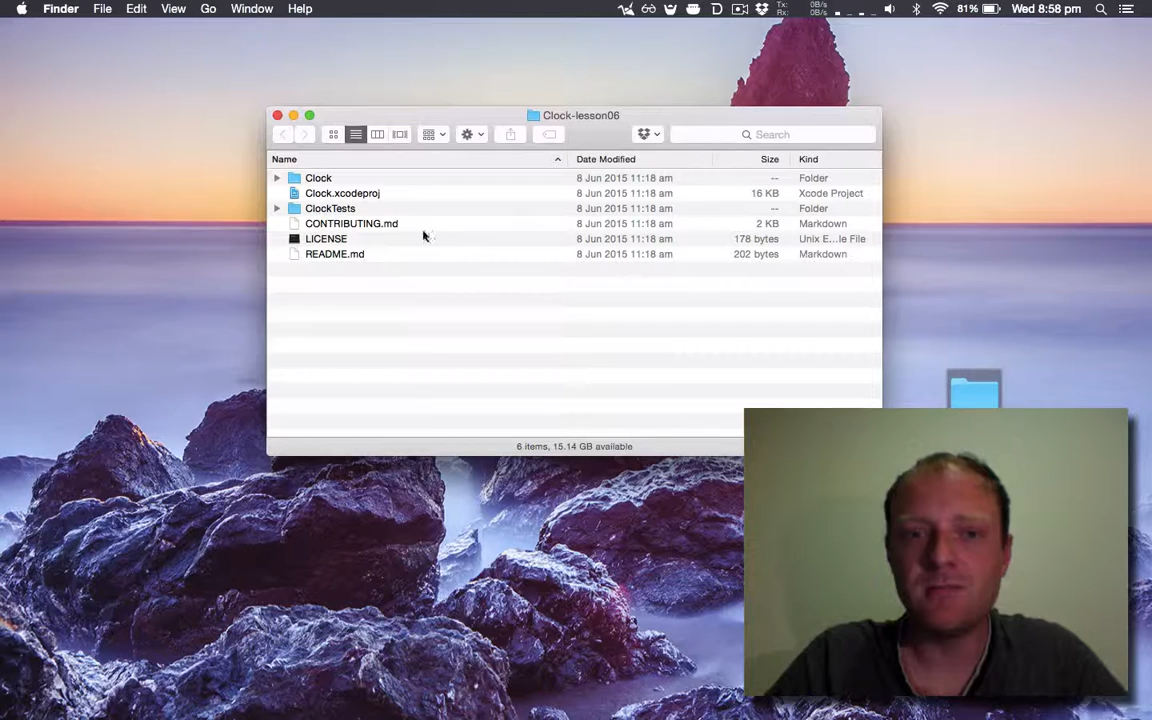 Finder File Edit View Go Window Help Tx: 0B/s Rx: 0B/s 81% Wed 8:58 pm
Clock-lesson06
Search
Name Date Modified Size Kind
Clock 8 Jun 2015 11:18 am -- Folder
Clock.xcodeproj 8 Jun 2015 11:18 am 16 KB Xcode Project
ClockTests 8 Jun 2015 11:18 am -- Folder
CONTRIBUTING.md 8 Jun 2015 11:18 am 2 KB Markdown
LICENSE 8 Jun 2015 11:18 am 178 bytes Unix E...le File
README.md 8 Jun 2015 11:18 am 202 bytes Markdown
6 items, 15.14 GB available